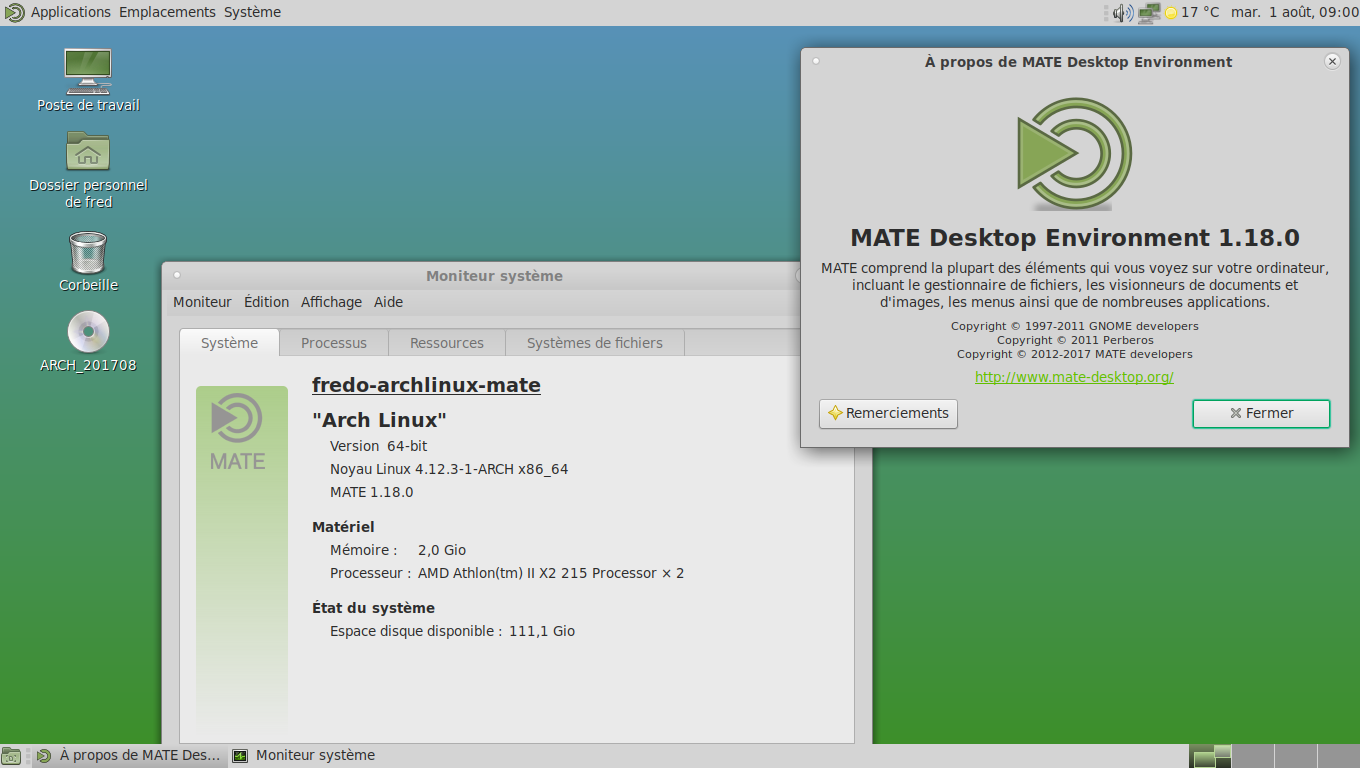 Applications Emplacements Système
17 °C mar. 1 août, 09:00
Poste de travail
Dossier personnel
de fred
Corbeille
ARCH_201708
À propos de MATE Desktop Environment
MATE Desktop Environment 1.18.0
MATE comprend la plupart des éléments qui vous voyez sur votre ordinateur,
incluant le gestionnaire de fichiers, les visionneurs de documents et
d'images, les menus ainsi que de nombreuses applications.
Copyright © 1997-2011 GNOME developers
Copyright © 2011 Perberos
Copyright © 2012-2017 MATE developers
http://www.mate-desktop.org/
Remerciements
Fermer
Moniteur système
Moniteur Édition Affichage Aide
Système Processus Ressources Systèmes de fichiers
MATE
fredo-archlinux-mate
"Arch Linux"
Version 64-bit
Noyau Linux 4.12.3-1-ARCH x86_64
MATE 1.18.0
Matériel
Mémoire : 2,0 Gio
Processeur : AMD Athlon(tm) II X2 215 Processor × 2
État du système
Espace disque disponible : 111,1 Gio
À propos de MATE Des... Moniteur système